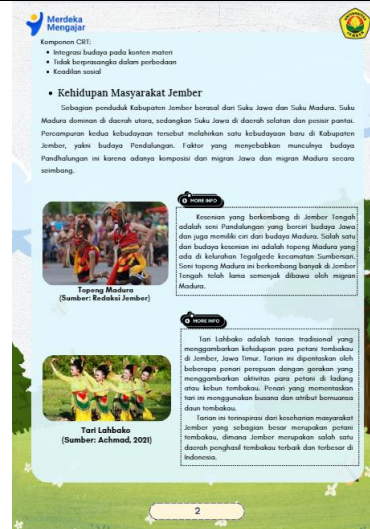 Merdeka
Mengajar
Komponen CRT:
• Integrasi budaya pada konten materi
• Tidak berprasangka dalam perbedaan
• Keadilan sosial
• Kehidupan Masyarakat Jember
Sebagian penduduk Kabupaten Jember berasal dari Suku Jawa dan Suku Madura. Suku
Madura dominan di daerah utara, sedangkan Suku Jawa di daerah selatan dan pesisir pantai.
Percampuran kedua kebudayaan tersebut melahirkan satu kebudayaan baru di Kabupaten
Jember, yakni budaya Pendalungan. Faktor yang menyebabkan munculnya budaya
Pandhalungan ini karena adanya komposisi dari migran Jawa dan migran Madura secara
seimbang.
MORE INFO
Kesenian yang berkembang di Jember Tengah
adalah seni Pandalungan yang berciri budaya Jawa
dan juga memiliki ciri dari budaya Madura. Salah satu
dari budaya kesenian ini adalah topeng Madura yang
ada di kelurahan Tegalgede kecamatan Sumbersari.
Seni topeng Madura ini berkembang banyak di Jember
Tengah telah lama semenjak dibawa oleh migran
Madura.
Topeng Madura
(Sumber: Redaksi Jember)
MORE INFO
Tari Lahbako adalah tarian tradisional yang
menggambarkan kehidupan para petani tembakau
di Jember, Jawa Timur. Tarian ini dipentaskan oleh
beberapa penari perepuan dengan gerakan yang
menggambarkan aktivitas para petani di ladang
atau kebun tembakau. Penari yang mementaskan
tari ini menggunakan busana dan atribut bernuansa
daun tembakau.
Tarian ini terinspirasi dari keseharian masyarakat
Jember yang sebagian besar merupakan petani
tembakau, dimana Jember merupakan salah satu
daerah penghasil tembakau terbaik dan terbesar di
Indonesia.
Tari Lahbako
(Sumber: Achmad, 2021)
2